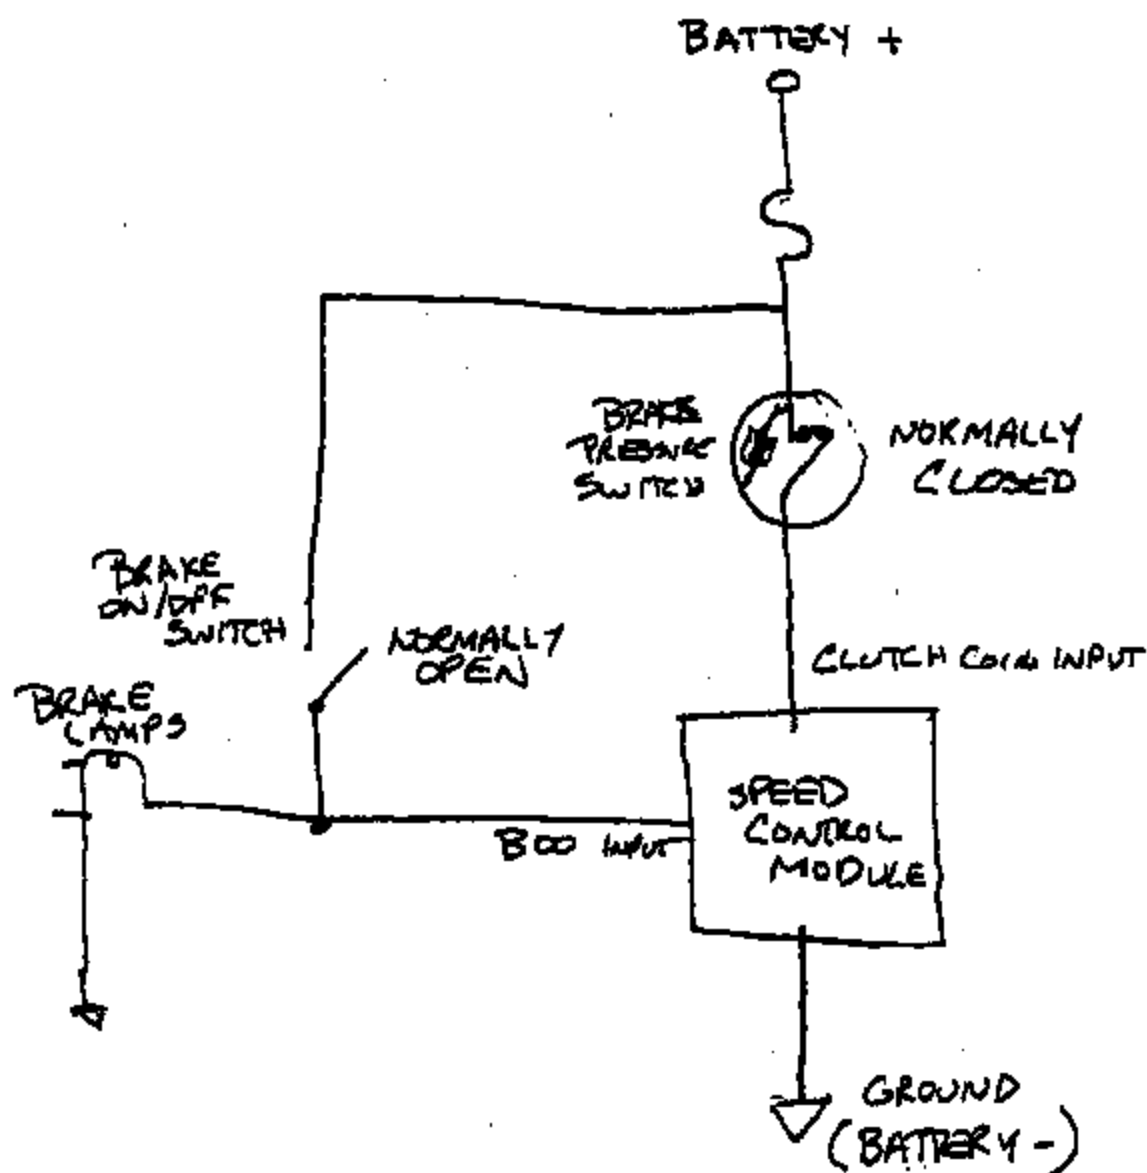 BATTERY +
BRAKE
PRESSURE
SWITCH
NORMALLY
CLOSED
BRAKE
ON/OFF
SWITCH
NORMALLY
OPEN
CLUTCH INPUT
BRAKE
LAMPS
BOO INPUT
SPEED
CONTROL
MODULE
GROUND
(BATTERY -)